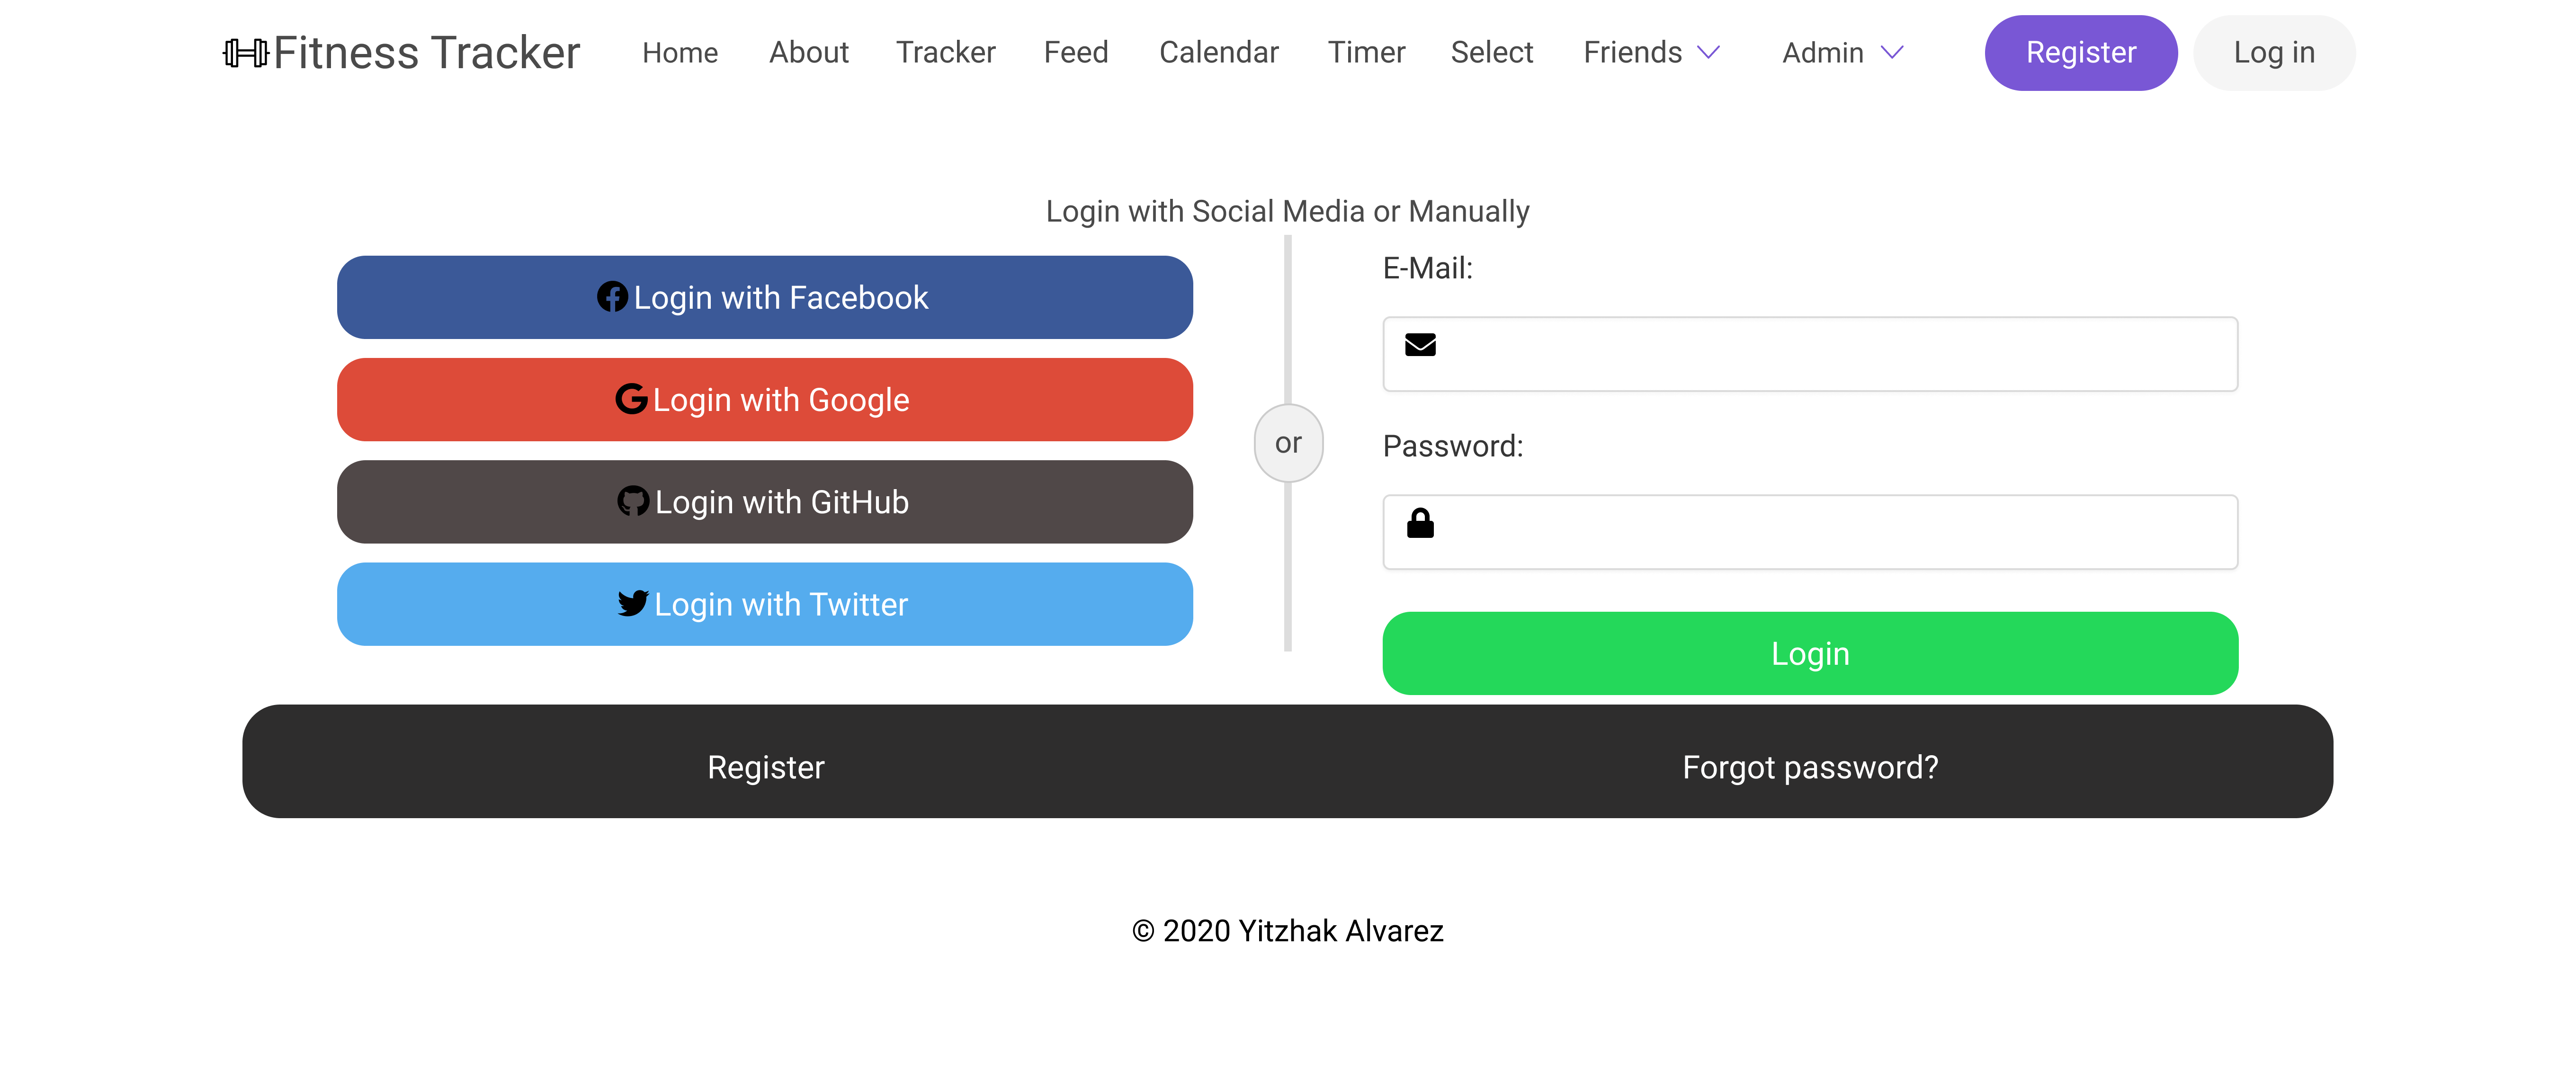 Fitness Tracker Home About Tracker Feed Calendar Timer Select Friends Admin Register Log in
Login with Social Media or Manually
Login with Facebook
Login with Google
Login with GitHub
Login with Twitter
or
E-Mail:
Password:
Login
Register Forgot password?
© 2020 Yitzhak Alvarez